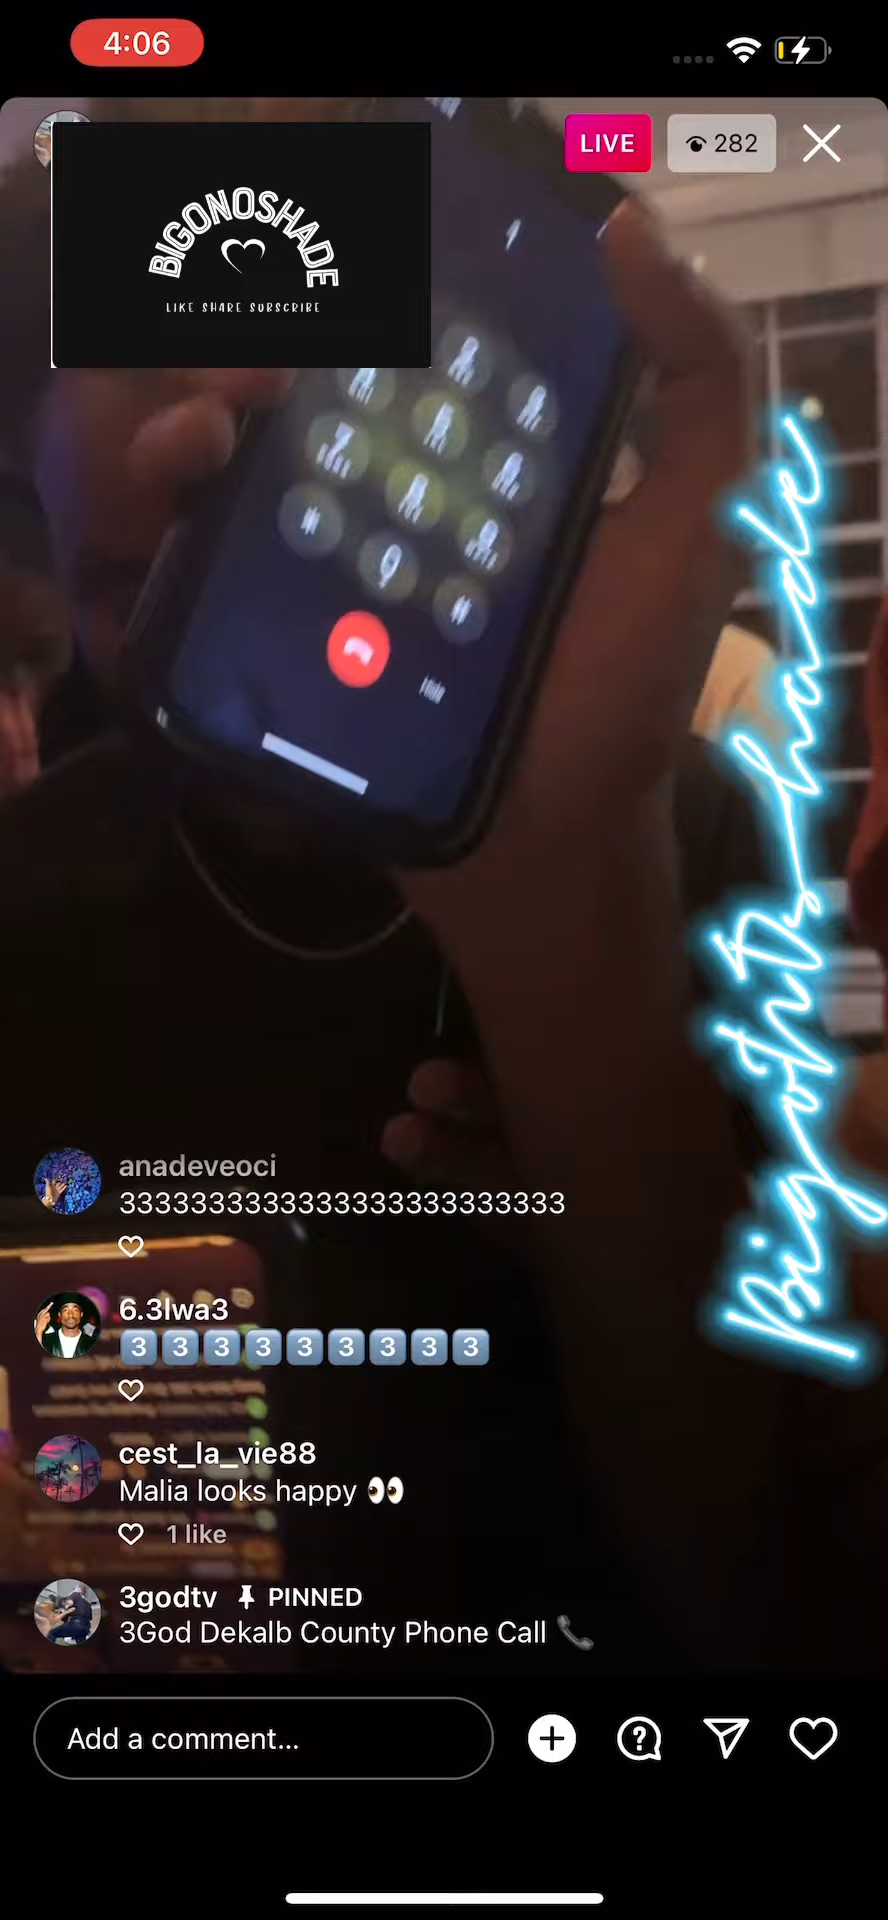 4:06
LIVE
282
BIGONOSHADE
LIKE SHARE SUBSCRIBE
anadeveoci
3333333333333333333333333
6.3lwa3
3️⃣3️⃣3️⃣3️⃣3️⃣3️⃣3️⃣3️⃣3️⃣
cest_la_vie88
Malia looks happy 👀
1 like
3godtv 📌 PINNED
3God Dekalb County Phone Call 📞
Add a comment...